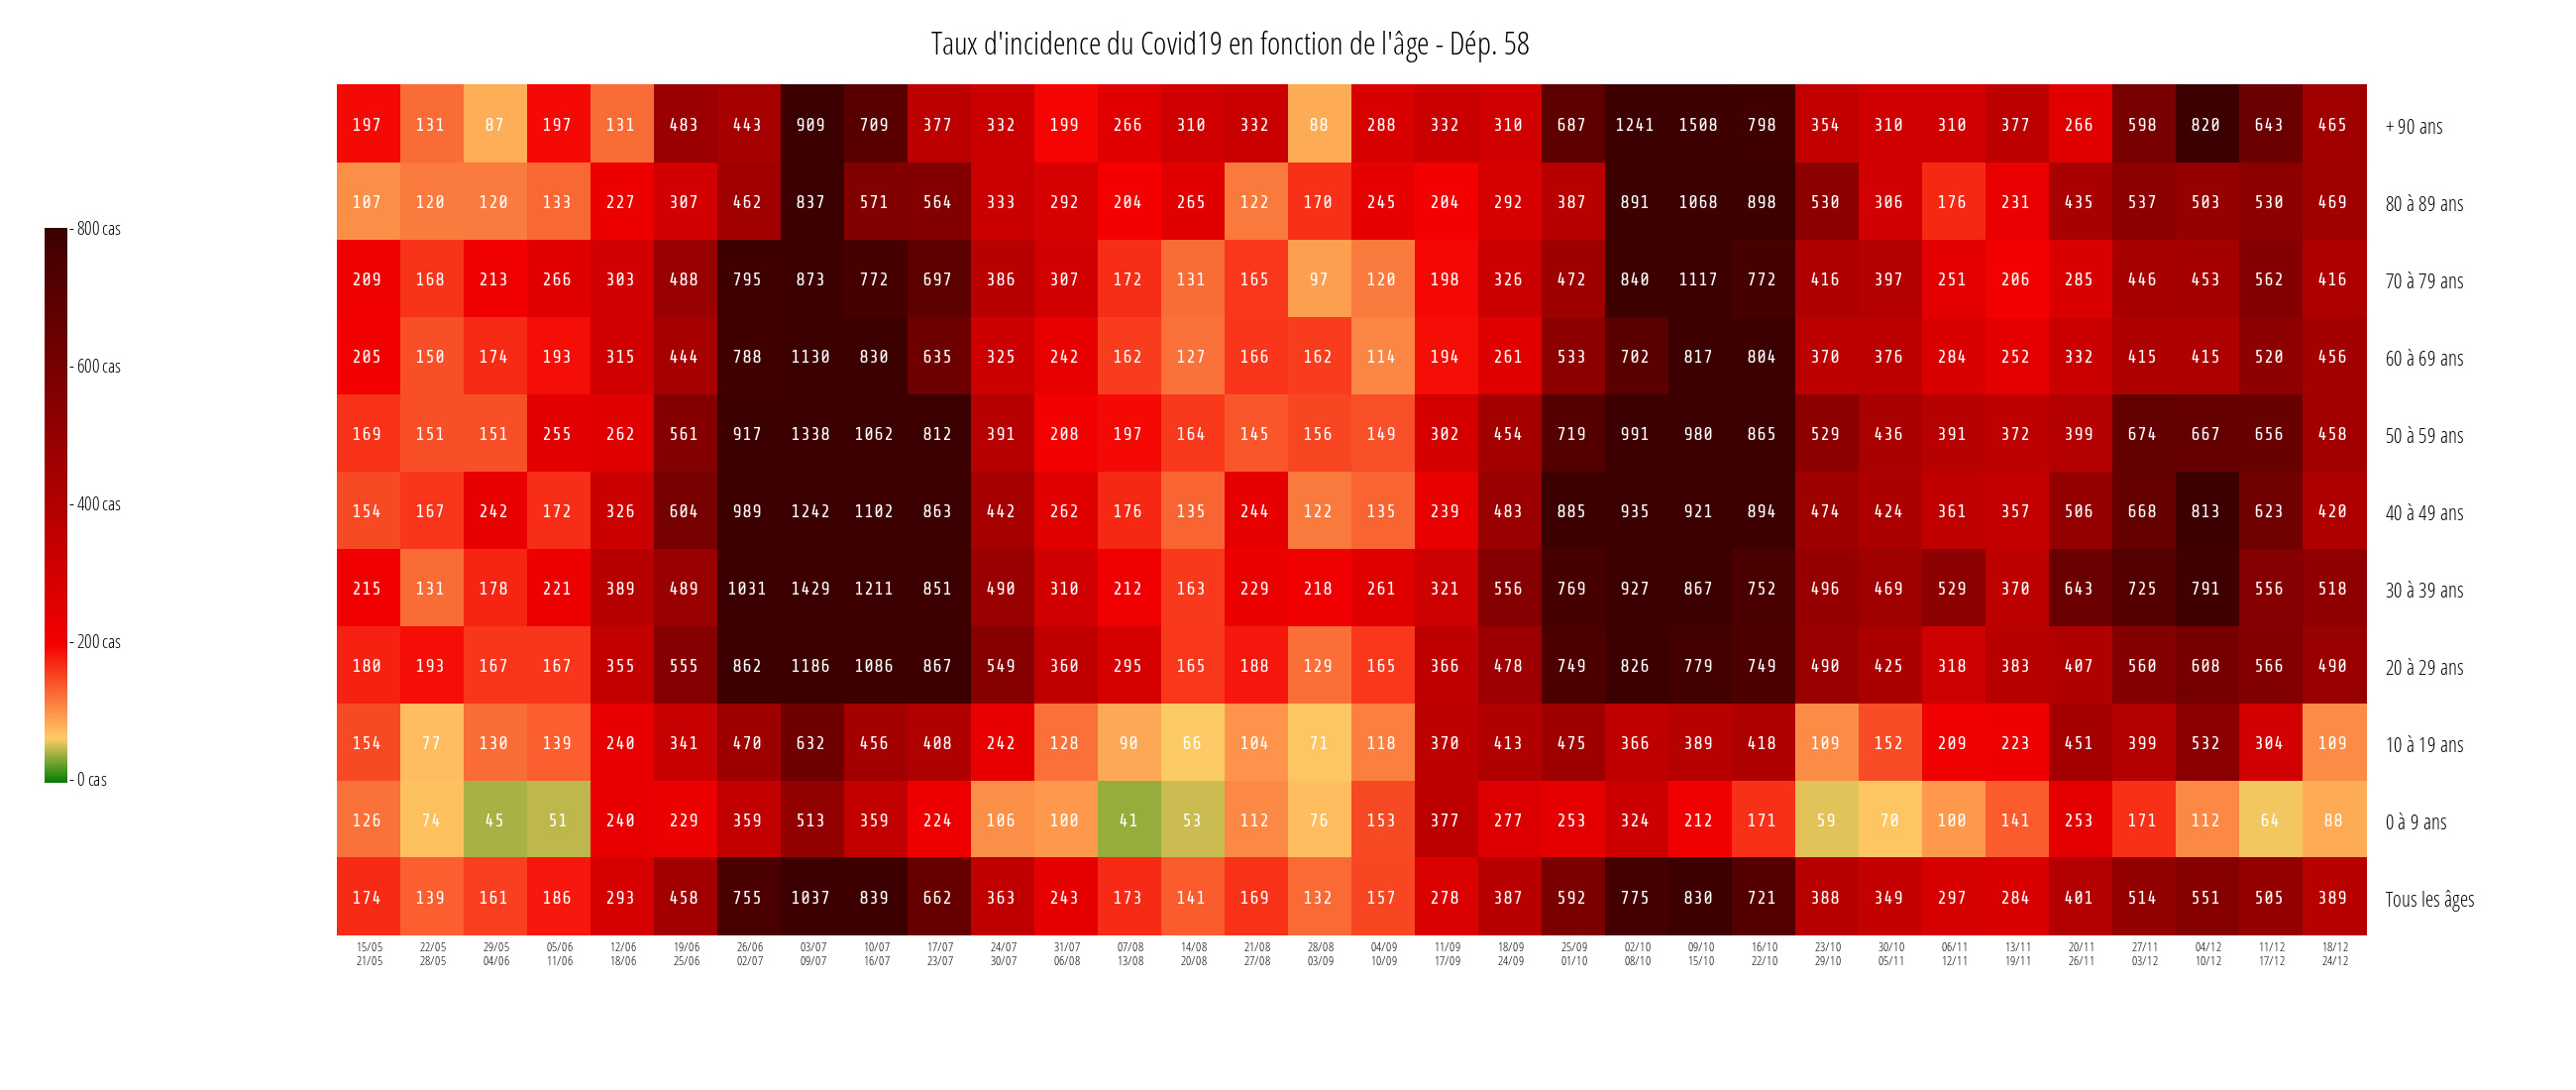 Taux d'incidence du Covid19 en fonction de l'âge - Dép. 58
197 131 87 197 131 483 443 909 709 377 332 199 266 310 332 88 288 332 310 687 1241 1508 798 354 310 310 377 266 598 820 643 465 + 90 ans
107 120 120 133 227 307 462 837 571 564 333 292 204 265 122 170 245 204 292 387 891 1068 898 530 306 176 231 435 537 503 530 469 80 à 89 ans
- 800 cas
209 168 213 266 303 488 795 873 772 697 386 307 172 131 165 97 120 198 326 472 840 1117 772 416 397 251 206 285 446 453 562 416 70 à 79 ans
205 150 174 193 315 444 788 1130 830 635 325 242 162 127 166 162 114 194 261 533 702 817 804 370 376 284 252 332 415 415 520 456 60 à 69 ans
- 600 cas
169 151 151 255 262 561 917 1338 1062 812 391 208 197 164 145 156 149 302 454 719 991 980 865 529 436 391 372 399 674 667 656 458 50 à 59 ans
- 400 cas
154 167 242 172 326 604 989 1242 1102 863 442 262 176 135 244 122 135 239 483 885 935 921 894 474 424 361 357 506 668 813 623 420 40 à 49 ans
215 131 178 221 389 489 1031 1429 1211 851 490 310 212 163 229 218 261 321 556 769 927 867 752 496 469 529 370 643 725 791 556 518 30 à 39 ans
- 200 cas
180 193 167 167 355 555 862 1186 1086 867 549 360 295 165 188 129 165 366 478 749 826 779 749 490 425 318 383 407 560 608 566 490 20 à 29 ans
154 77 130 139 240 341 470 632 456 408 242 128 90 66 104 71 118 370 413 475 366 389 418 109 152 209 223 451 399 532 304 109 10 à 19 ans
- 0 cas
126 74 45 51 240 229 359 513 359 224 106 100 41 53 112 76 153 377 277 253 324 212 171 59 70 100 141 253 171 112 64 88 0 à 9 ans
174 139 161 186 293 458 755 1037 839 662 363 243 173 141 169 132 157 278 387 592 775 830 721 388 349 297 284 401 514 551 505 389 Tous les âges
15/05 22/05 29/05 05/06 12/06 19/06 26/06 03/07 10/07 17/07 24/07 31/07 07/08 14/08 21/08 28/08 04/09 11/09 18/09 25/09 02/10 09/10 16/10 23/10 30/10 06/11 13/11 20/11 27/11 04/12 11/12 18/12
21/05 28/05 04/06 11/06 18/06 25/06 02/07 09/07 16/07 23/07 30/07 06/08 13/08 20/08 27/08 03/09 10/09 17/09 24/09 01/10 08/10 15/10 22/10 29/10 05/11 12/11 19/11 26/11 03/12 10/12 17/12 24/12